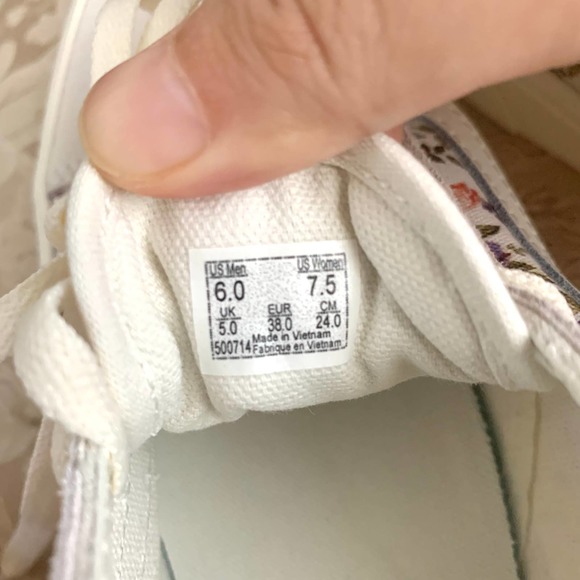 US Men US Women
6.0 7.5
UK EUR CM
5.0 38.0 24.0
Made in Vietnam
500714 Fabrique en Vietnam